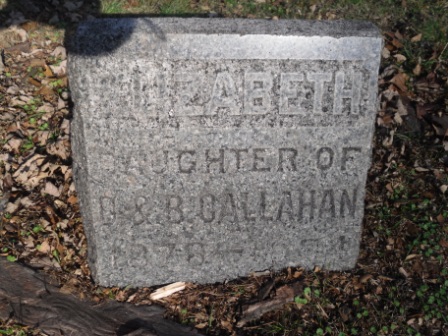 ELIZABETH
DAUGHTER OF
D. & B. CALLAHAN